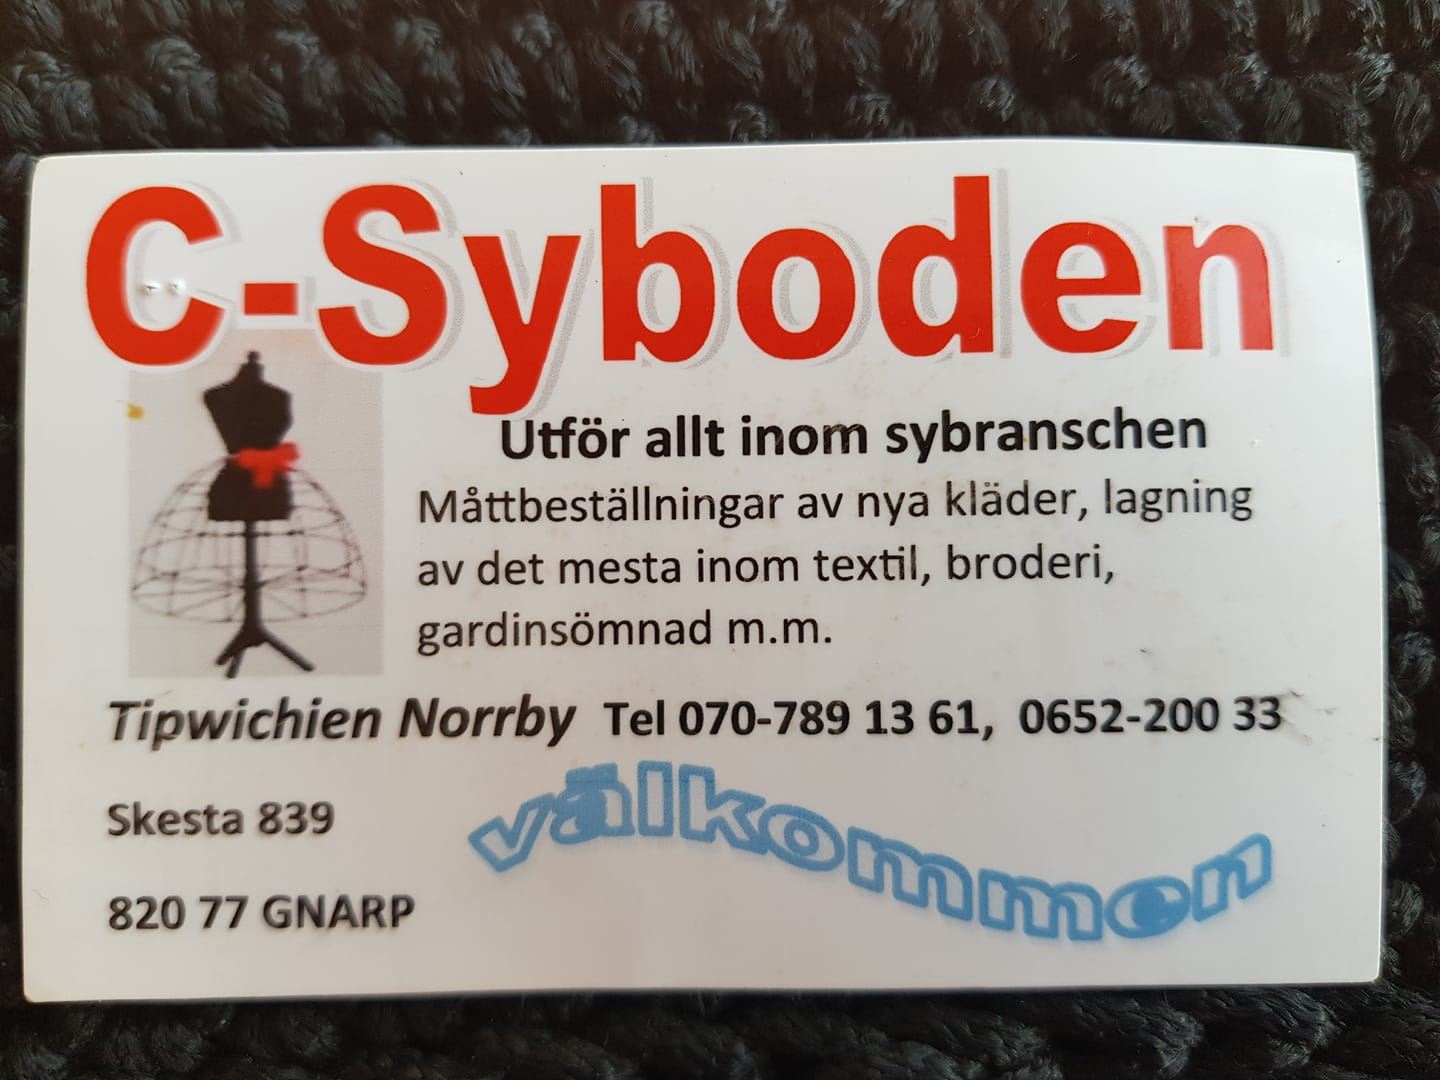 C-Syboden
Utför allt inom sybranschen
Måttbeställningar av nya kläder, lagning
av det mesta inom textil, broderi,
gardinsömnad m.m.
Tipwichien Norrby Tel 070-789 13 61, 0652-200 33
Skesta 839
välkommen
820 77 GNARP